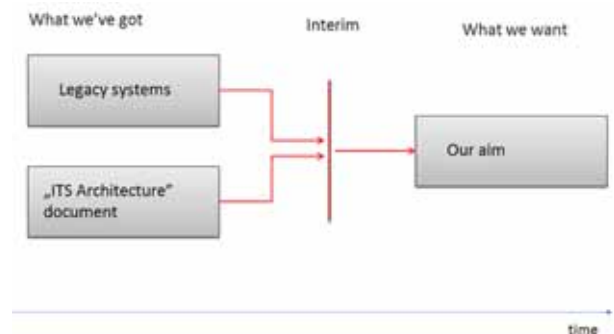 What we've got
Interim
What we want
Legacy systems
Our aim
„ITS Architecture"
document
time